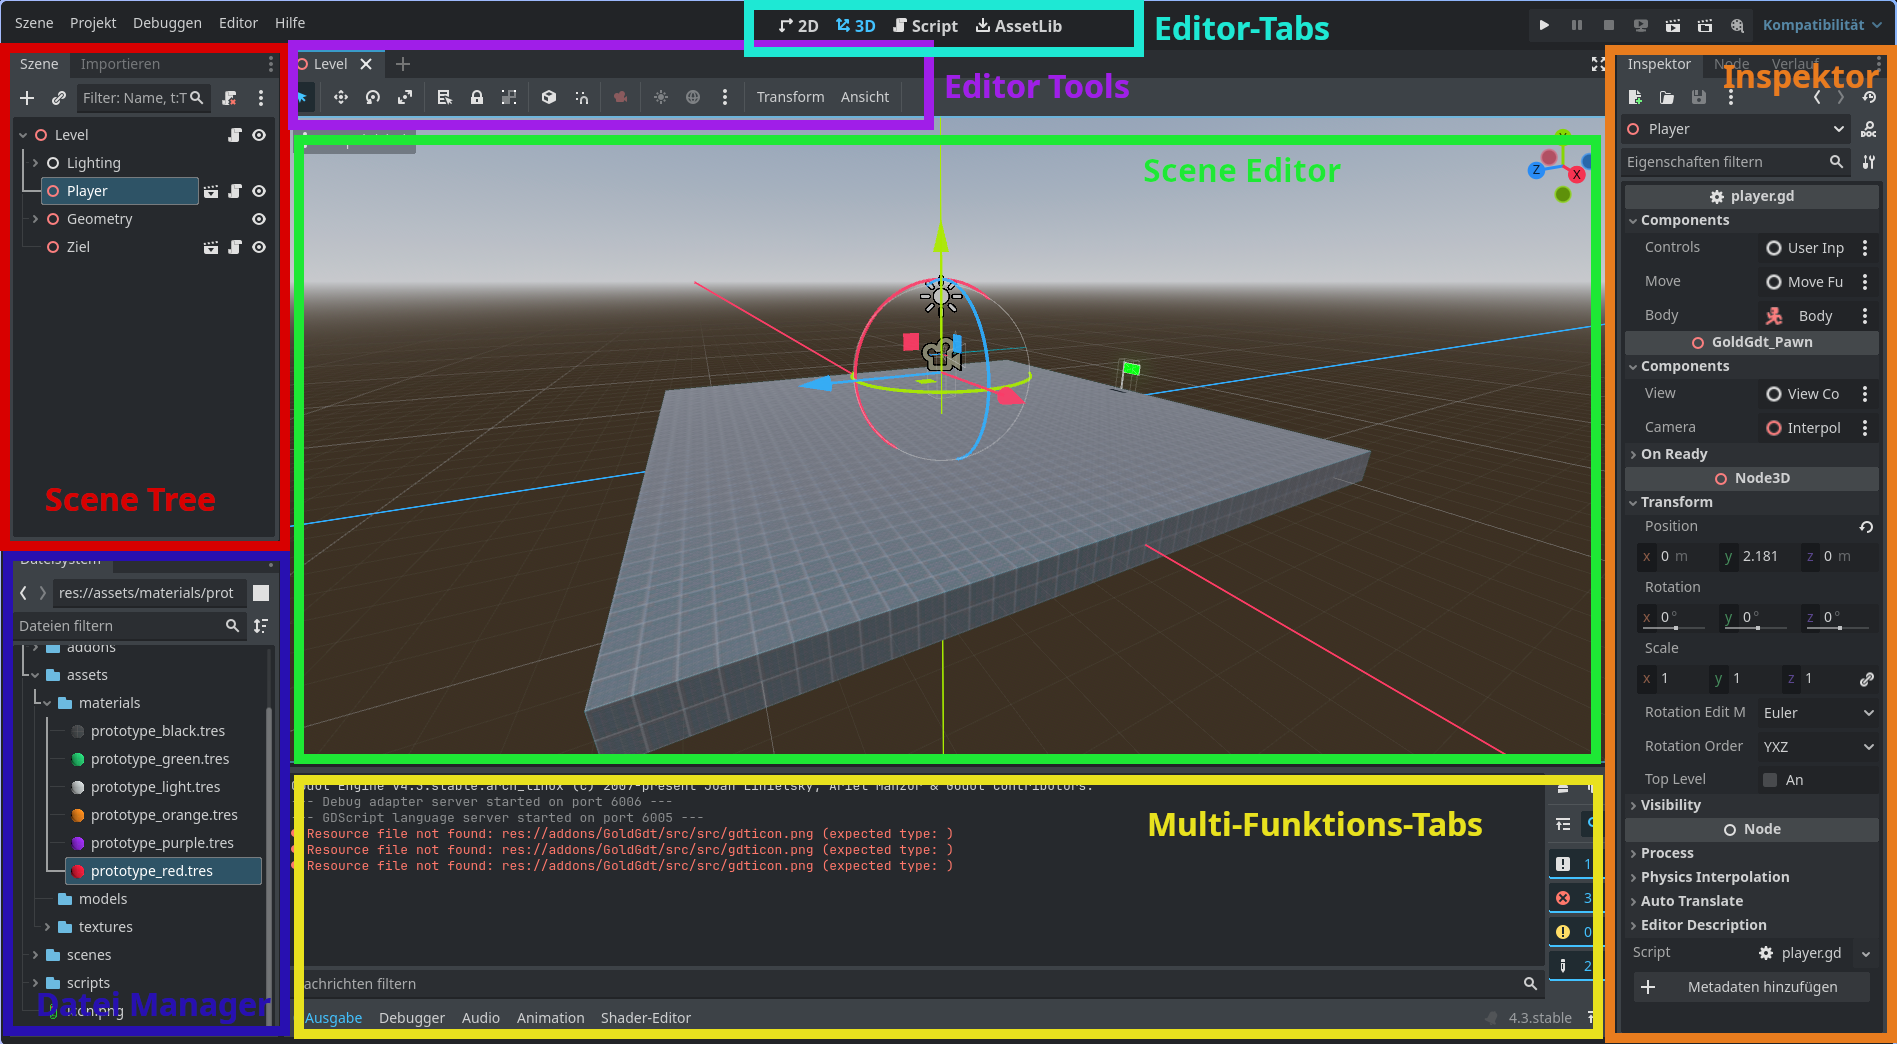 Szene Projekt Debuggen Editor Hilfe
2D 3D Script AssetLib
Editor-Tabs
Kompatibilität
Szene Importieren
Filter: Name, t:T
Level
Lighting
Player
Geometry
Ziel
Scene Tree
Level
Transform Ansicht
Editor Tools
Scene Editor
Y
Z
X
Dateisystem
res://assets/materials/prot
Dateien filtern
addons
assets
materials
prototype_black.tres
prototype_green.tres
prototype_light.tres
prototype_orange.tres
prototype_purple.tres
prototype_red.tres
models
textures
scenes
scripts
icon.png
Datei Manager
Godot Engine v4.3.stable.arch_linux (c) 2007-present Juan Linietsky, Ariel Manzur & Godot Contributors.
--- Debug adapter server started on port 6006 ---
--- GDScript language server started on port 6005 ---
Resource file not found: res://addons/GoldGdt/src/src/gdticon.png (expected type: )
Resource file not found: res://addons/GoldGdt/src/src/gdticon.png (expected type: )
Resource file not found: res://addons/GoldGdt/src/src/gdticon.png (expected type: )
Multi-Funktions-Tabs
1
3
0
2
achrichten filtern
Ausgabe Debugger Audio Animation Shader-Editor
4.3.stable
Inspektor Node Verlauf
Inspektor
Player
DOC
Eigenschaften filtern
player.gd
Components
Controls User Inp
Move Move Fu
Body Body
GoldGdt_Pawn
Components
View View Co
Camera Interpol
On Ready
Node3D
Transform
Position
x 0 m y 2.181 z 0 m
Rotation
x 0° y 0° z 0°
Scale
x 1 y 1 z 1
Rotation Edit M Euler
Rotation Order YXZ
Top Level An
Visibility
Node
Process
Physics Interpolation
Auto Translate
Editor Description
Script player.gd
Metadaten hinzufügen